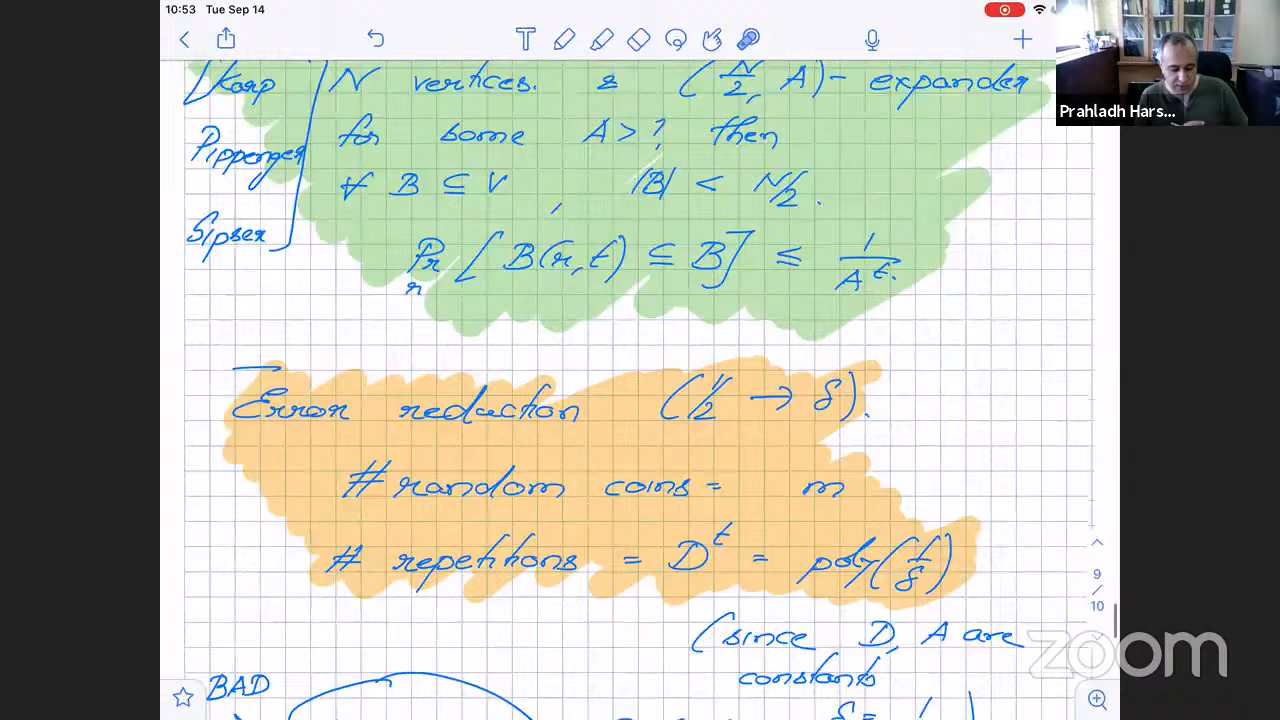 10:53 Tue Sep 14
Prahladh Hars...
[Karp
Pippenger
Sipser
N vertices. & (N/2, A)- expander
for some A > ? then
∀ B ⊆ V , |B| < N/2.
Pr_r [ B(r,t) ⊆ B ] ≤ 1/A^t.
Error reduction (1/2 → δ).
# random coins = m
# repetitions = D^t = poly(1/δ)
(since D, A are
constants
BAD
δ = 1
9
/
10
zoom